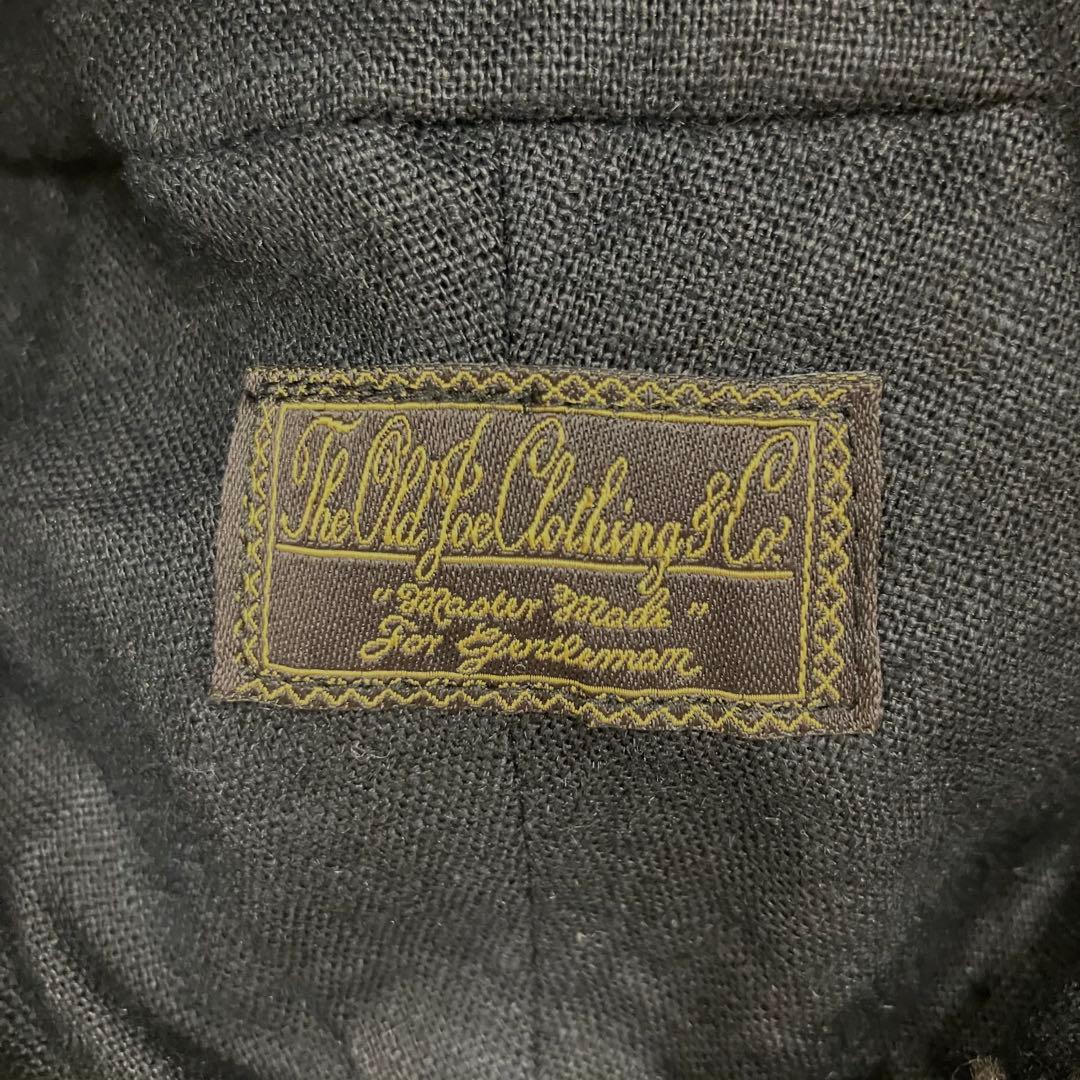 The Old Joe Clothing & Co.
"Master Made"
For Gentleman